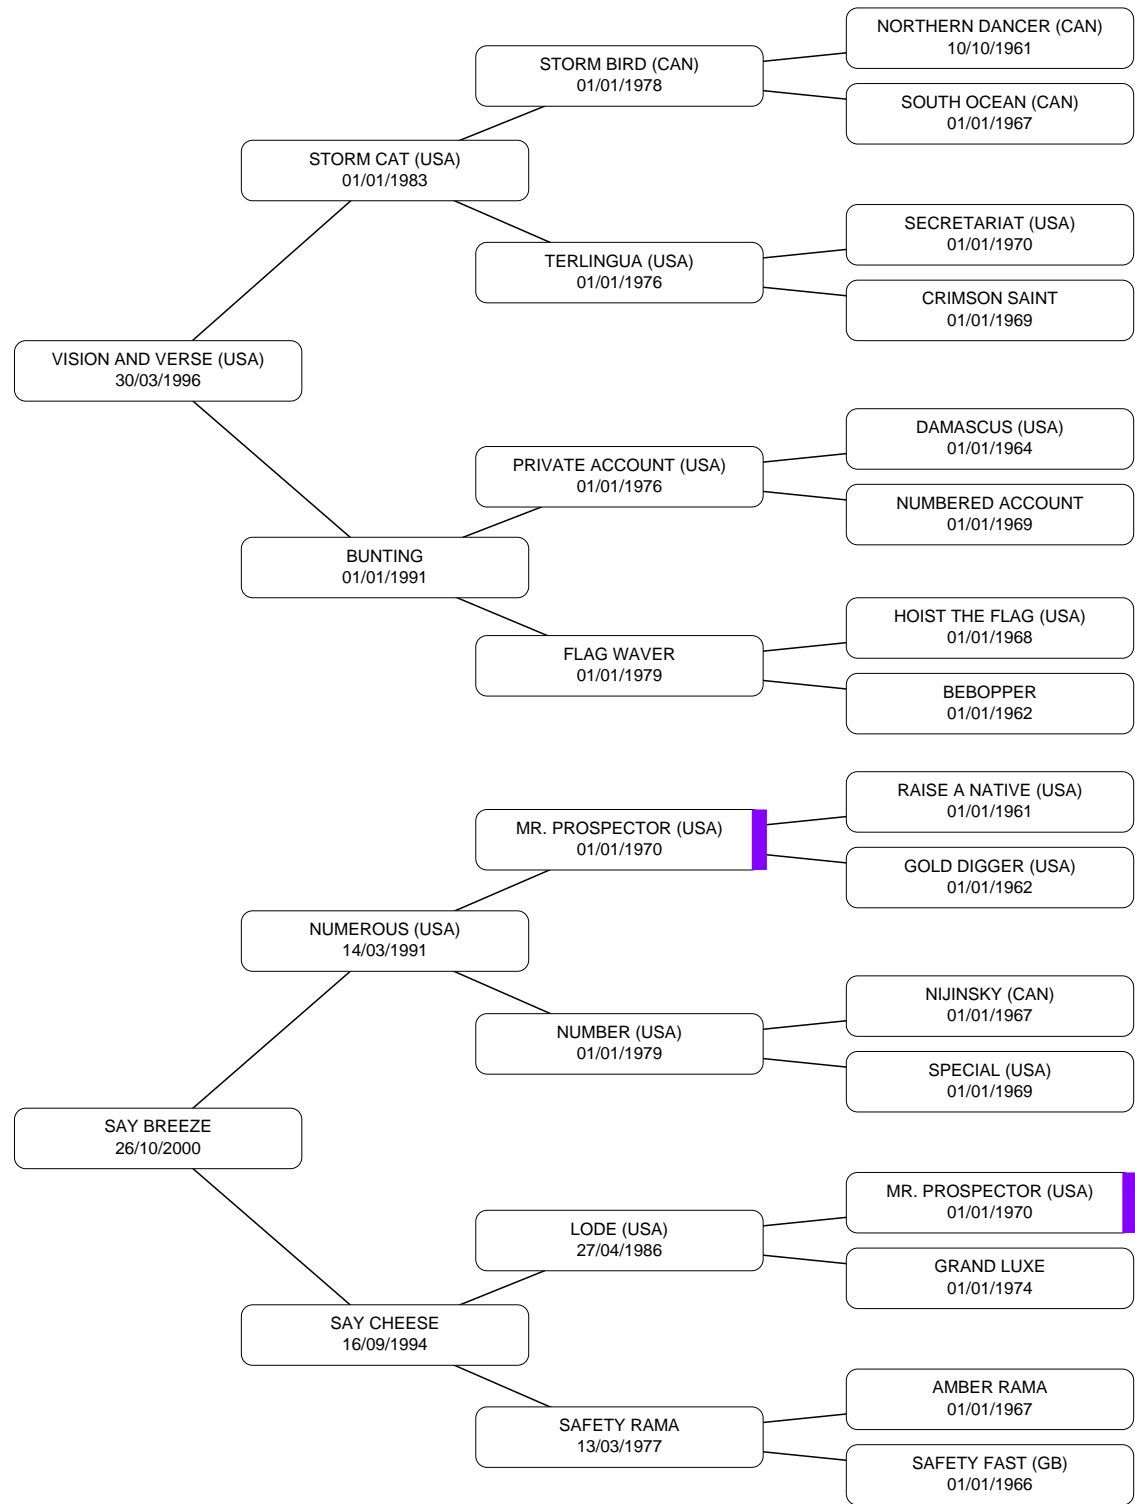 NORTHERN DANCER (CAN)
10/10/1961
STORM BIRD (CAN)
01/01/1978
SOUTH OCEAN (CAN)
01/01/1967
STORM CAT (USA)
01/01/1983
SECRETARIAT (USA)
01/01/1970
TERLINGUA (USA)
01/01/1976
CRIMSON SAINT
01/01/1969
VISION AND VERSE (USA)
30/03/1996
DAMASCUS (USA)
01/01/1964
PRIVATE ACCOUNT (USA)
01/01/1976
NUMBERED ACCOUNT
01/01/1969
BUNTING
01/01/1991
HOIST THE FLAG (USA)
01/01/1968
FLAG WAVER
01/01/1979
BEBOPPER
01/01/1962
RAISE A NATIVE (USA)
01/01/1961
MR. PROSPECTOR (USA)
01/01/1970
GOLD DIGGER (USA)
01/01/1962
NUMEROUS (USA)
14/03/1991
NIJINSKY (CAN)
01/01/1967
NUMBER (USA)
01/01/1979
SPECIAL (USA)
01/01/1969
SAY BREEZE
26/10/2000
MR. PROSPECTOR (USA)
01/01/1970
LODE (USA)
27/04/1986
GRAND LUXE
01/01/1974
SAY CHEESE
16/09/1994
AMBER RAMA
01/01/1967
SAFETY RAMA
13/03/1977
SAFETY FAST (GB)
01/01/1966